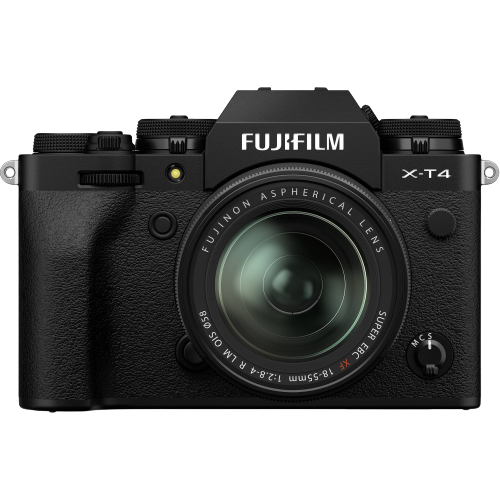 FUJIFILM
X-T4
FUJINON ASPHERICAL LENS
SUPER EBC XF 18-55mm 1:2.8-4 R LM OIS Ø58
M C S